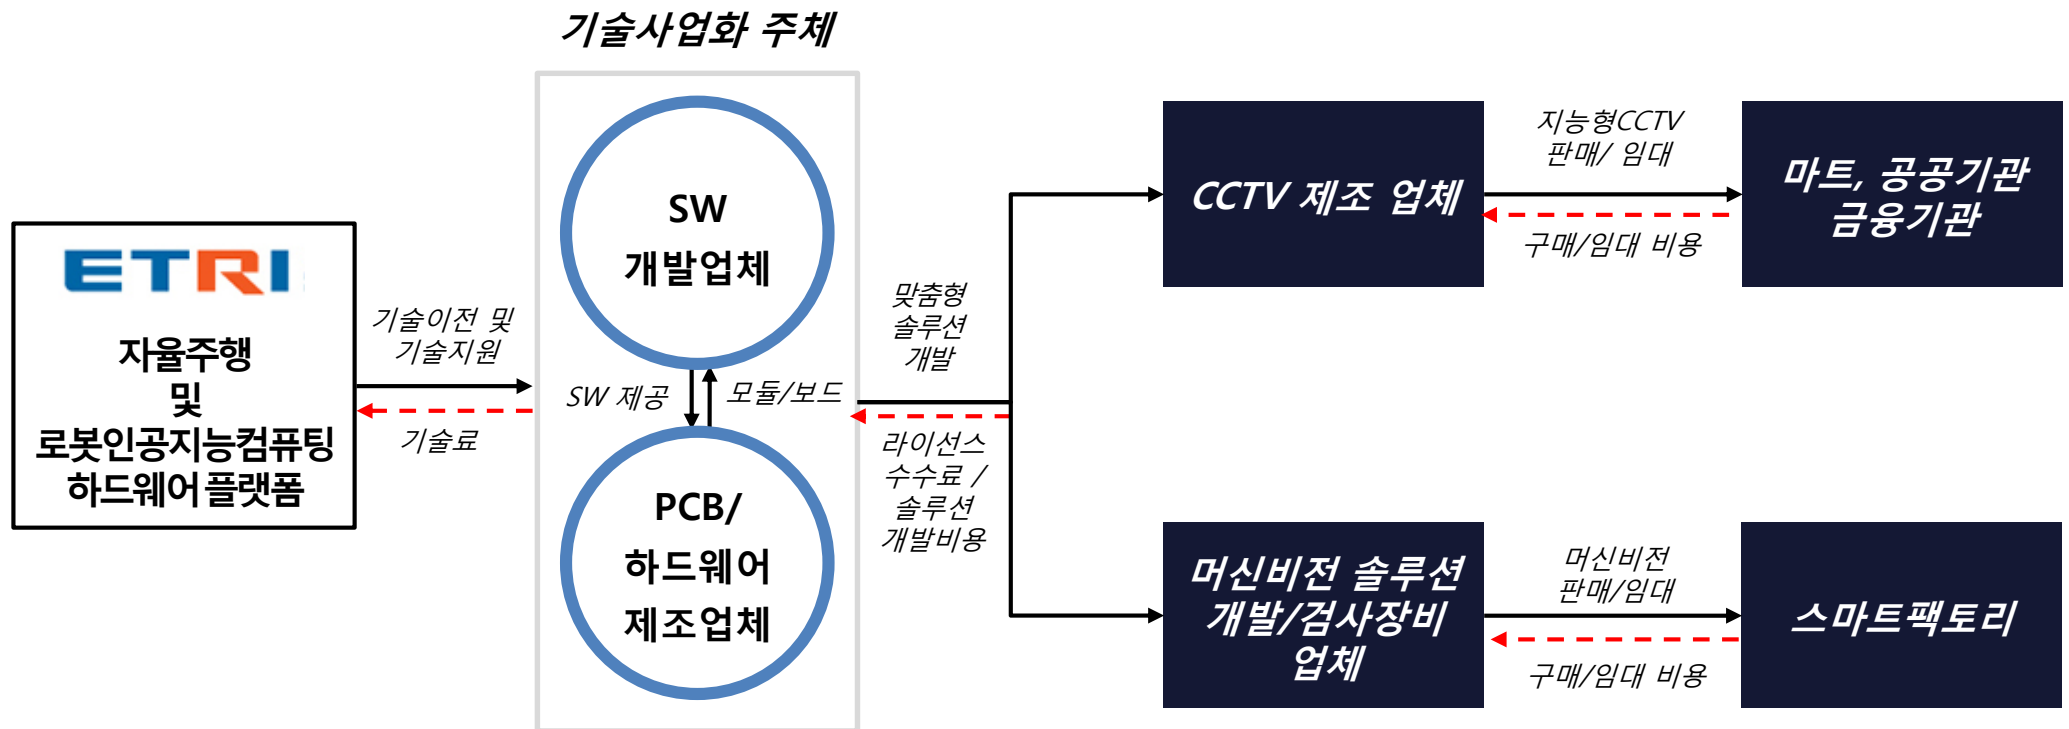 기술사업화 주체
ETRI
자율주행
및
로봇인공지능컴퓨팅
하드웨어 플랫폼
기술이전 및
기술지원
기술료
SW
개발업체
SW 제공
모듈/보드
PCB/
하드웨어
제조업체
맞춤형
솔루션
개발
라이선스
수수료 /
솔루션
개발비용
CCTV 제조 업체
지능형CCTV
판매/ 임대
구매/임대 비용
마트, 공공기관
금융기관
머신비전 솔루션
개발/검사장비
업체
머신비전
판매/임대
구매/임대 비용
스마트팩토리